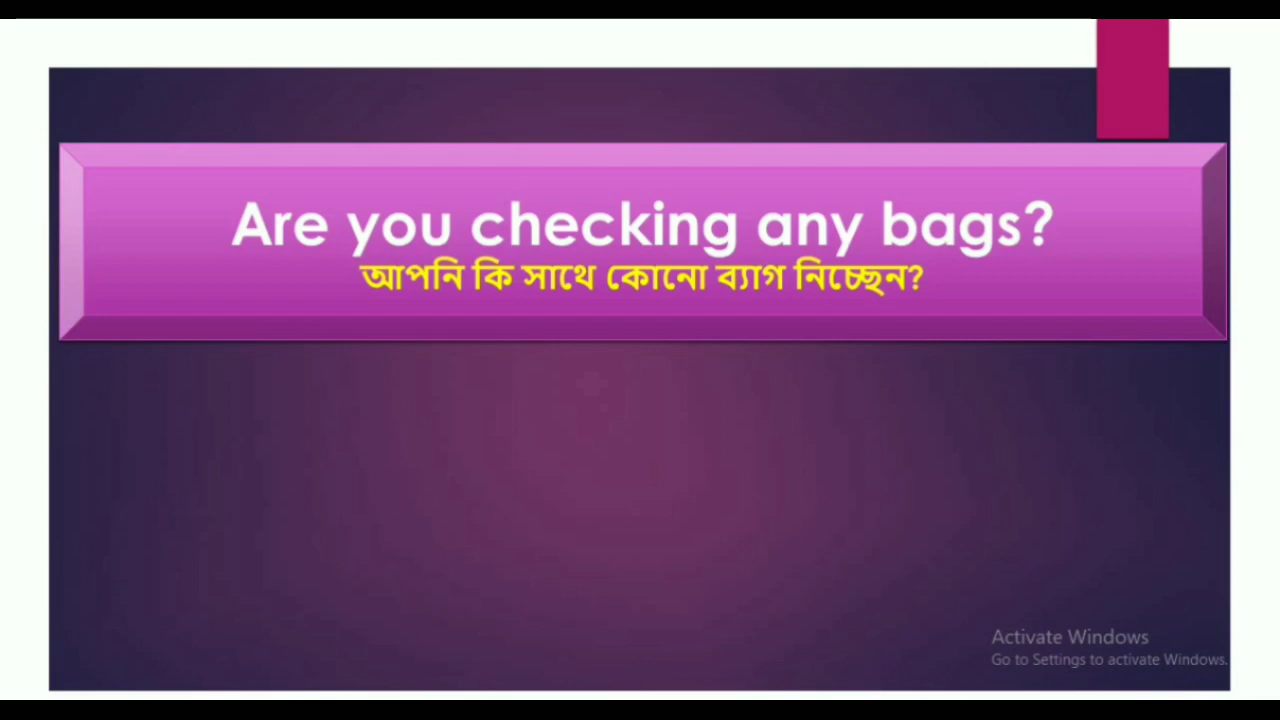 Are you checking any bags?
আপনি কি সাথে কোনো ব্যাগ নিচ্ছেন?
Activate Windows
Go to Settings to activate Windows.